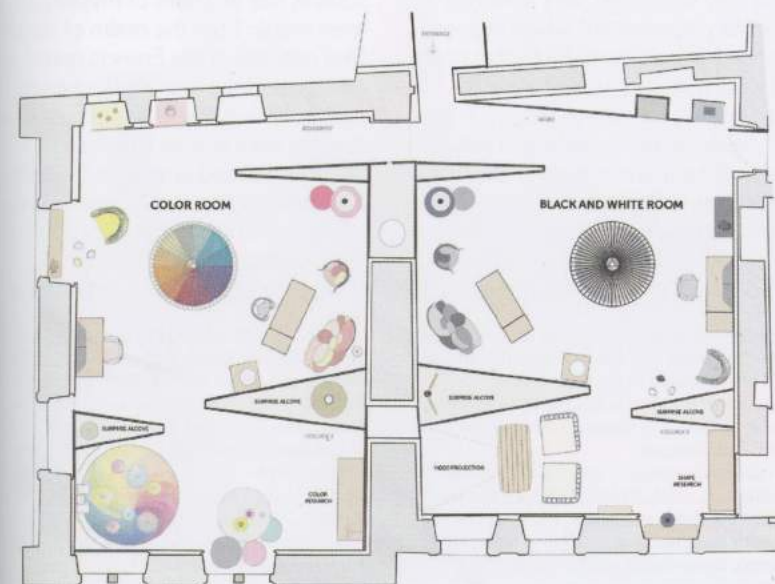 ENTRANCE
COLOR ROOM
BLACK AND WHITE ROOM
SURPRISE ALCOVE
SURPRISE ALCOVE
SURPRISE ALCOVE
SURPRISE ALCOVE
VIDEO PROJECTION
COLOR
RESEARCH
SHAPE
RESEARCH